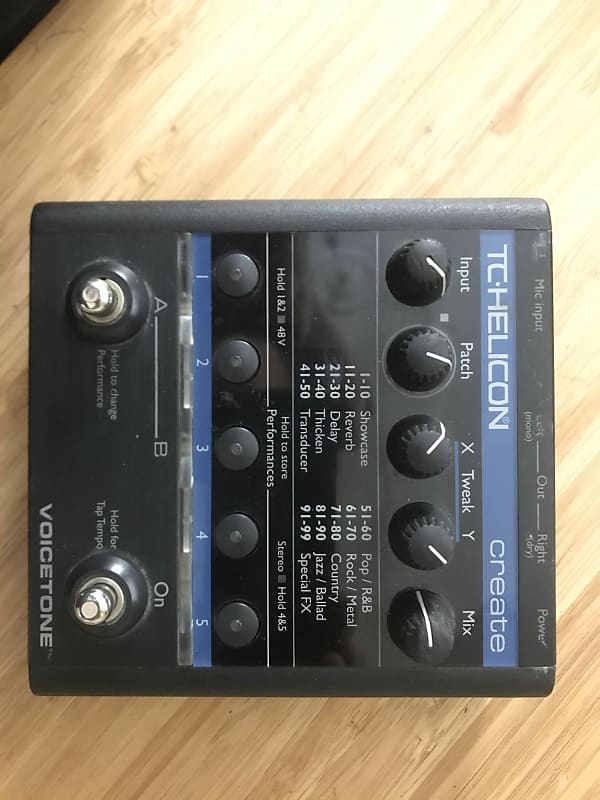 Mic input
Left Out Right Power
(mono) (dry)
TC·HELICON® create
Input Patch X Tweak Y Mix
1-10 Showcase 51-60 Pop / R&B
11-20 Reverb 61-70 Rock / Metal
21-30 Delay 71-80 Country
31-40 Thicken 81-90 Jazz / Ballad
41-50 Transducer 91-99 Special FX
Hold 1&2 48V Hold to store Stereo Hold 4&5
Performances
1 2 3 4 5
A B On
Hold to change Hold for
Performance Tap Tempo
VOICETONE™